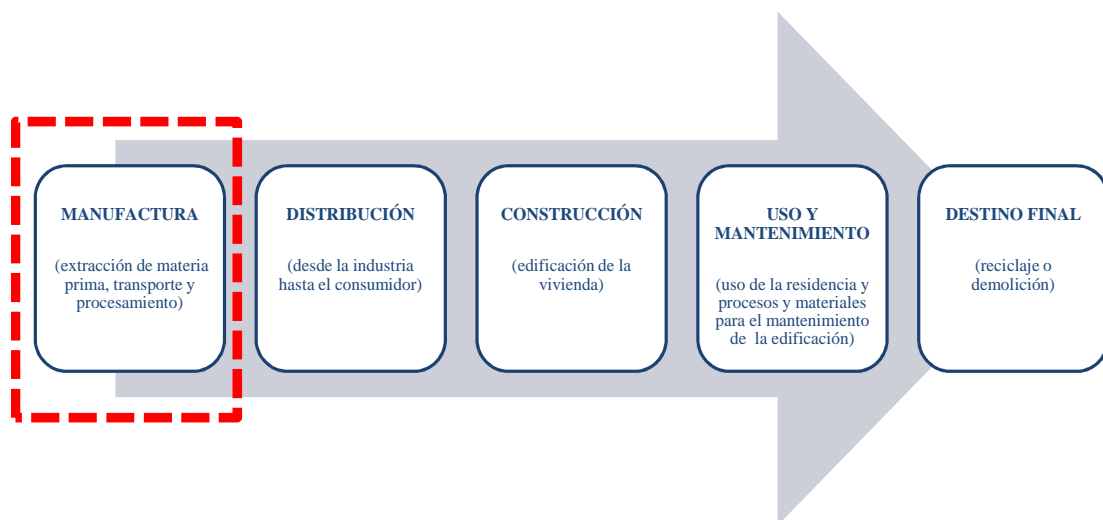 MANUFACTURA
(extracción de materia
prima, transporte y
procesamiento)
DISTRIBUCIÓN
(desde la industria
hasta el consumidor)
CONSTRUCCIÓN
(edificación de la
vivienda)
USO Y
MANTENIMIENTO
(uso de la residencia y
procesos y materiales
para el mantenimiento
de la edificación)
DESTINO FINAL
(reciclaje o
demolición)